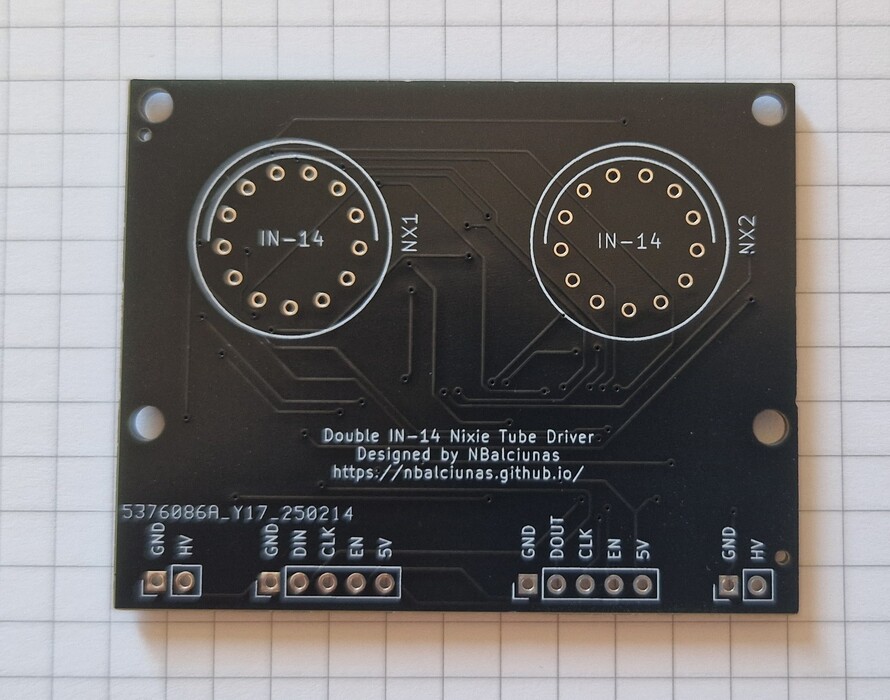 IN-14
NX1
IN-14
NX2
Double IN-14 Nixie Tube Driver
Designed by NBalciunas
https://nbalciunas.github.io/
5376086A_Y17_250214
GND
HV
GND
DIN
CLK
EN
5V
GND
DOUT
CLK
EN
5V
GND
HV